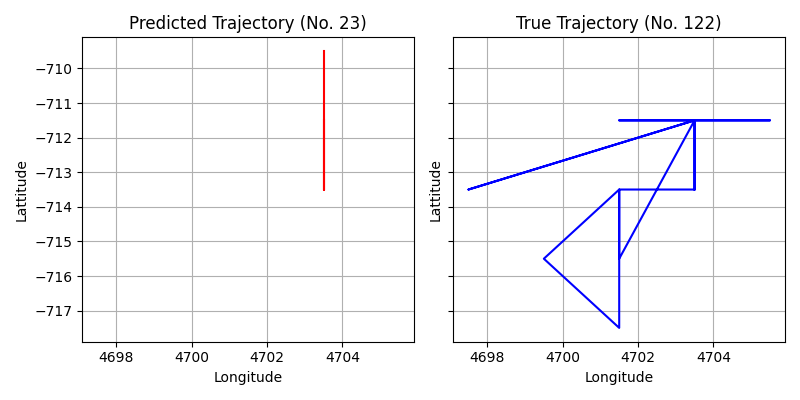 Predicted Trajectory (No. 23)
True Trajectory (No. 122)
−710
−711
−712
−713
−714
−715
−716
−717
Lattitude
Lattitude
4698 4700 4702 4704
4698 4700 4702 4704
Longitude
Longitude